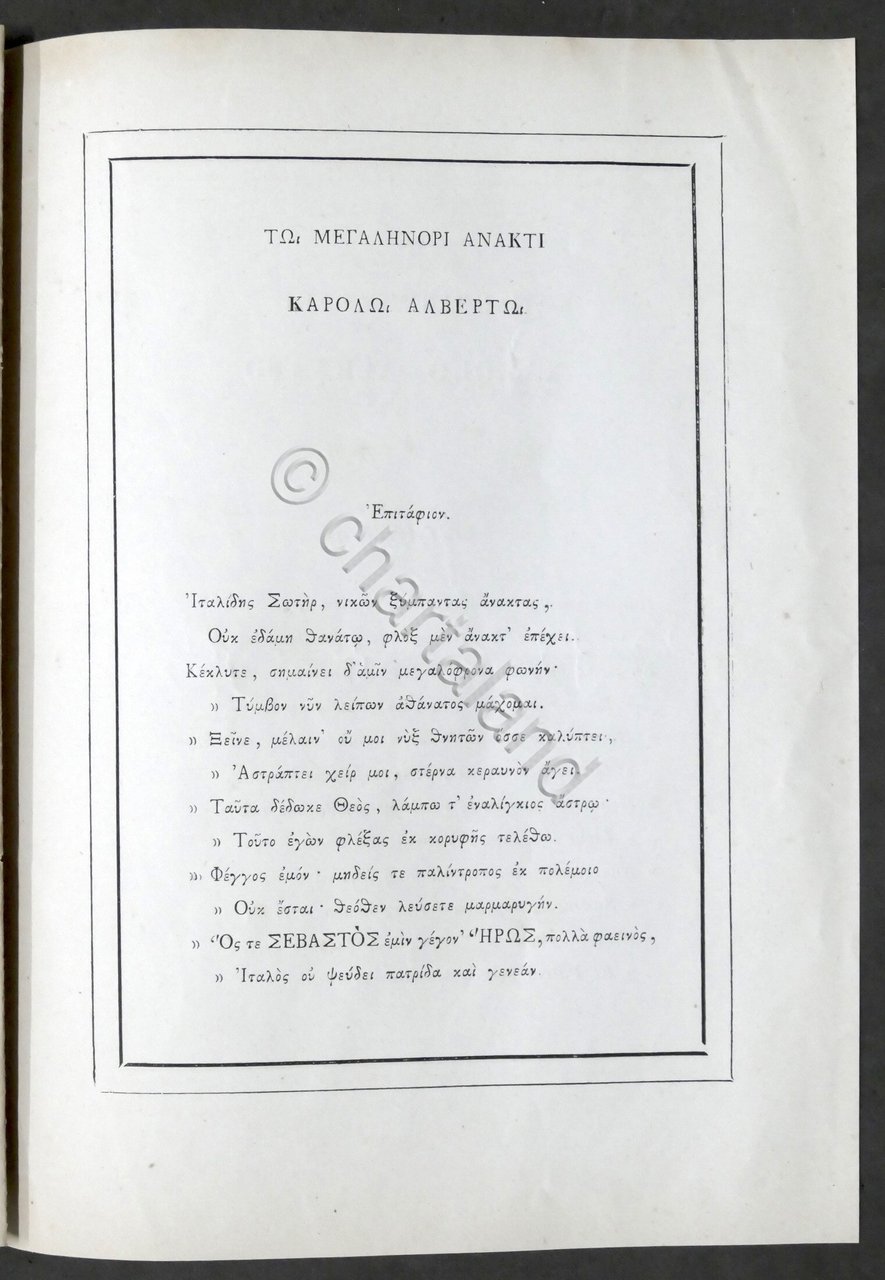 ΤΩι ΜΕΓΑΛΗΝΟΡΙ ΑΝΑΚΤΙ
ΚΑΡΟΛΩι ΑΛΒΕΡΤΩι
Ἐπιτάφιον.
Ἰταλίδης Σωτὴρ, νικῶν ξύμπαντας ἄνακτας,
Οὐκ ἐδάμη θανάτῳ, φλὸξ μὲν ἄνακτ' ἐπέχει.
Κέκλυτε, σημαίνει δ'ἁμῖν μεγαλόφρονα φωνήν·
» Τύμβον νῦν λείπων ἀθάνατος μάχομαι.
» Ξεῖνε, μέλαιν' οὔ μοι νὺξ θνητῶν ὄσσε καλύπτει,
» Ἀστράπτει χείρ μοι, στέρνα κεραυνὸν ἄγει.
» Ταῦτα δέδωκε Θεὸς, λάμπω τ' ἐναλίγκιος ἄστρῳ·
» Τοῦτο ἐγὼν φλέξας ἐκ κορυφῆς τελέθω.
» Φέγγος ἐμόν· μηδείς τε παλίντροπος ἐκ πολέμοιο
» Οὐκ ἔσται· θεόθεν λεύσετε μαρμαρυγήν.
» Ὅς τε ΣΕΒΑΣΤὸΣ ἐμὶν γέγον' ἭΡΩΣ, πολλὰ φαεινὸς,
» Ἰταλὸς οὐ ψεύδει πατρίδα καὶ γενεάν.
© chartaland